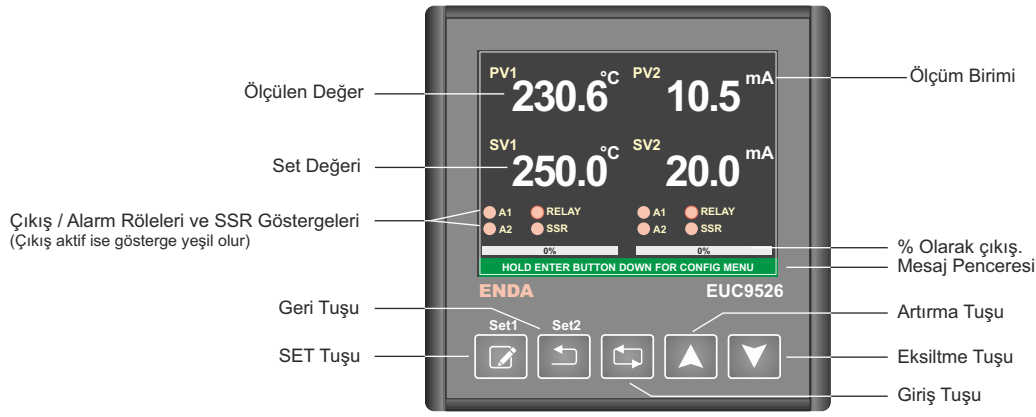 PV1 230.6 °C PV2 10.5 mA
Ölçülen Değer
Ölçüm Birimi
SV1 250.0 °C SV2 20.0 mA
Set Değeri
Çıkış / Alarm Röleleri ve SSR Göstergeleri
(Çıkış aktif ise gösterge yeşil olur)
A1 RELAY A1 RELAY
A2 SSR A2 SSR
0% 0%
% Olarak çıkış.
HOLD ENTER BUTTON DOWN FOR CONFIG MENU
Mesaj Penceresi
ENDA EUC9526
Geri Tuşu
Artırma Tuşu
Set1 Set2
SET Tuşu
Eksiltme Tuşu
Giriş Tuşu